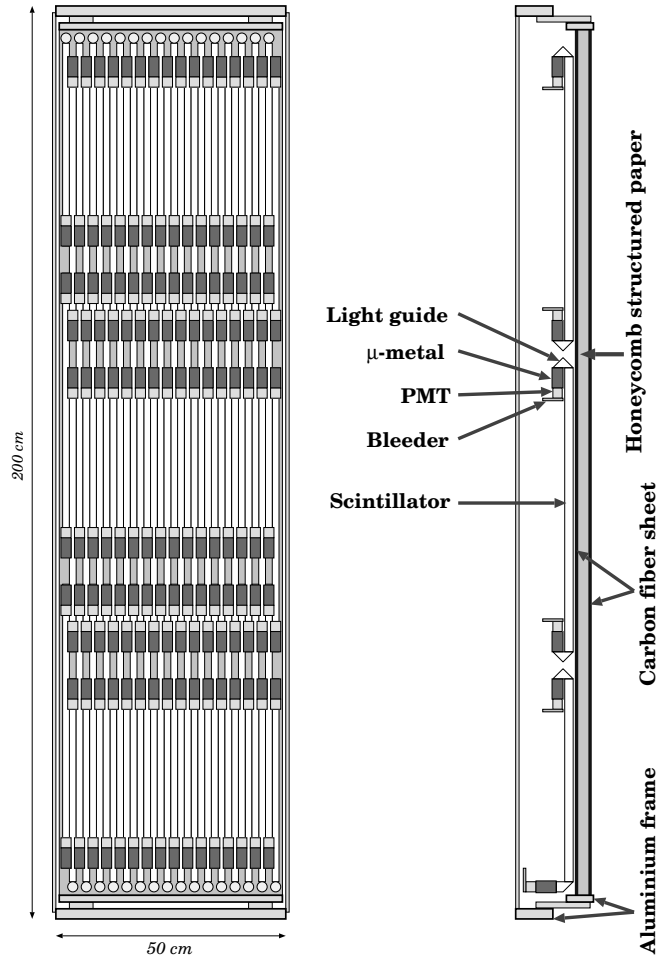 200 cm
50 cm
Light guide
μ-metal
PMT
Bleeder
Scintillator
Honeycomb structured paper
Carbon fiber sheet
Aluminium frame